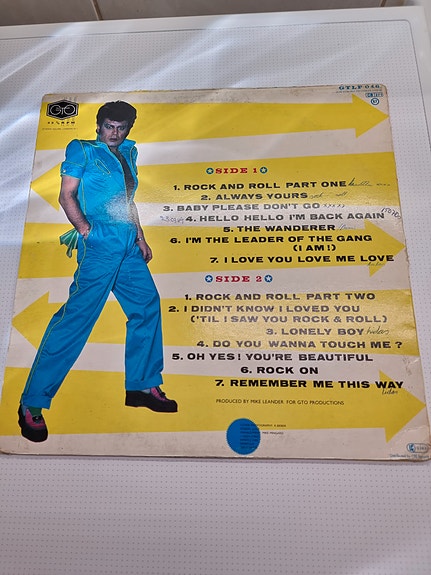 GTO
STEREO
GTLP 046
SIDE 1
1. ROCK AND ROLL PART ONE
2. ALWAYS YOURS
3. BABY PLEASE DON'T GO xxxxx
4. HELLO HELLO I'M BACK AGAIN
5. THE WANDERER
6. I'M THE LEADER OF THE GANG
(I AM!)
7. I LOVE YOU LOVE ME LOVE
SIDE 2
1. ROCK AND ROLL PART TWO
2. I DIDN'T KNOW I LOVED YOU
('TIL I SAW YOU ROCK & ROLL)
3. LONELY BOY
4. DO YOU WANNA TOUCH ME?
5. OH YES! YOU'RE BEAUTIFUL
6. ROCK ON
7. REMEMBER ME THIS WAY
PRODUCED BY MIKE LEANDER FOR GTO PRODUCTIONS